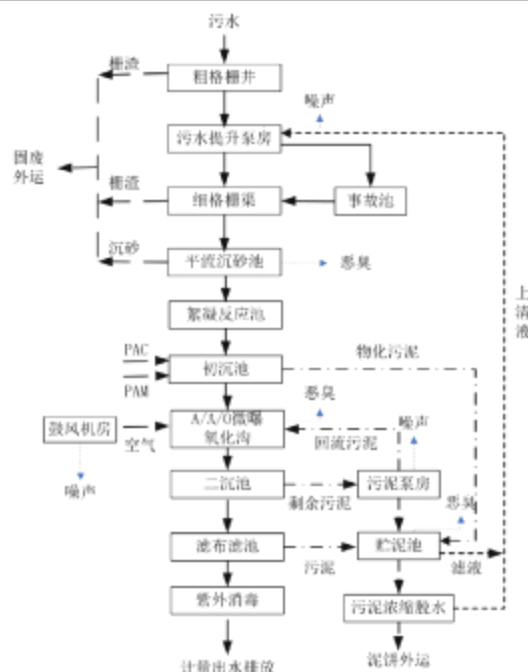 污水
栅渣
粗格栅井
噪声
污水提升泵房
固废
外运
栅渣
细格栅渠
事故池
沉砂
平流沉砂池
恶臭
上
清
液
絮凝反应池
PAC
物化污泥
初沉池
PAM
恶臭
A/A/O微曝
氧化沟
噪声
鼓风机房
空气
回流污泥
二沉池
污泥泵房
噪声
剩余污泥
恶臭
滤布滤池
贮泥池
污泥
滤液
紫外消毒
污泥浓缩脱水
计量出水排放
泥饼外运